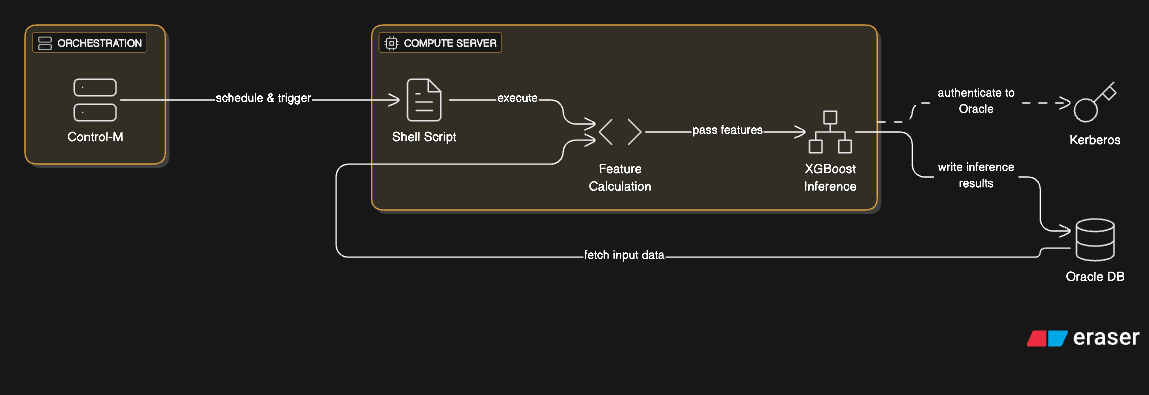 ORCHESTRATION
Control-M
schedule & trigger
COMPUTE SERVER
Shell Script
execute
Feature
Calculation
pass features
XGBoost
Inference
authenticate to
Oracle
Kerberos
write inference
results
fetch input data
Oracle DB
eraser